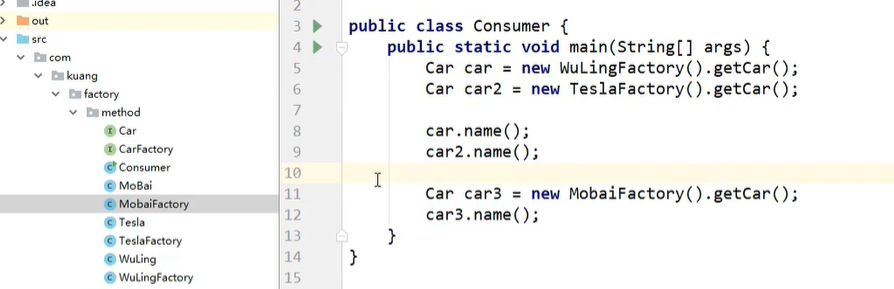 .idea
out
src
com
kuang
factory
method
Car
CarFactory
Consumer
MoBai
MobaiFactory
Tesla
TeslaFactory
WuLing
WuLingFactory
2
3 public class Consumer {
4 public static void main(String[] args) {
5 Car car = new WuLingFactory().getCar();
6 Car car2 = new TeslaFactory().getCar();
7
8 car.name();
9 car2.name();
10
11 Car car3 = new MobaiFactory().getCar();
12 car3.name();
13 }
14 }
15